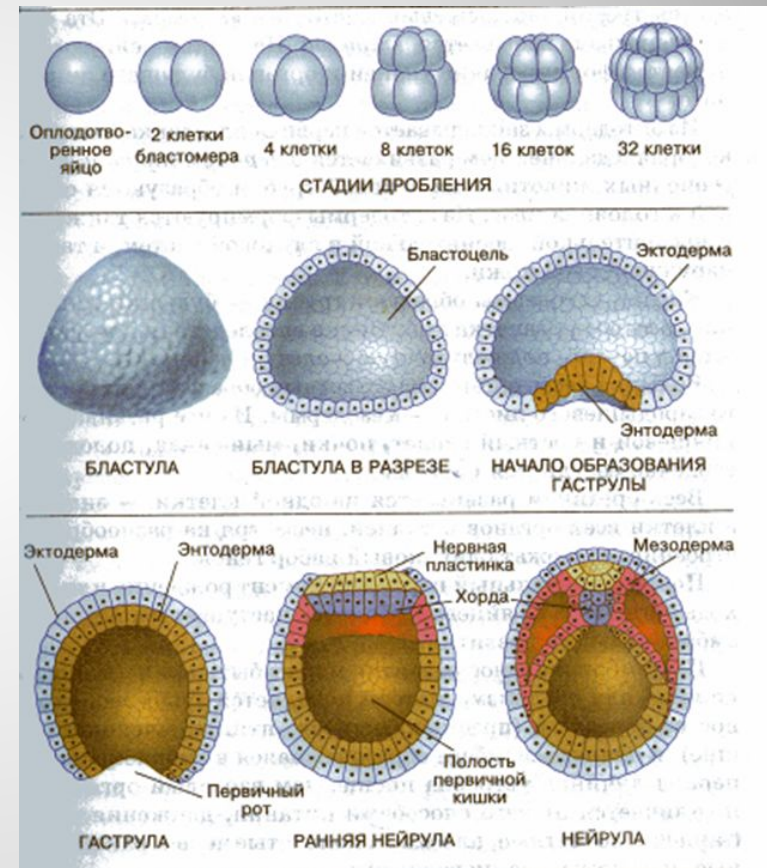 Оплодотво-
ренное
яйцо
2 клетки
бластомера
4 клетки
8 клеток
16 клеток
32 клетки
СТАДИИ ДРОБЛЕНИЯ
Бластоцель
Эктодерма
Энтодерма
БЛАСТУЛА
БЛАСТУЛА В РАЗРЕЗЕ
НАЧАЛО ОБРАЗОВАНИЯ
ГАСТРУЛЫ
Эктодерма
Энтодерма
Нервная
пластинка
Хорда
Мезодерма
Первичный
рот
Полость
первичной
кишки
ГАСТРУЛА
РАННЯЯ НЕЙРУЛА
НЕЙРУЛА